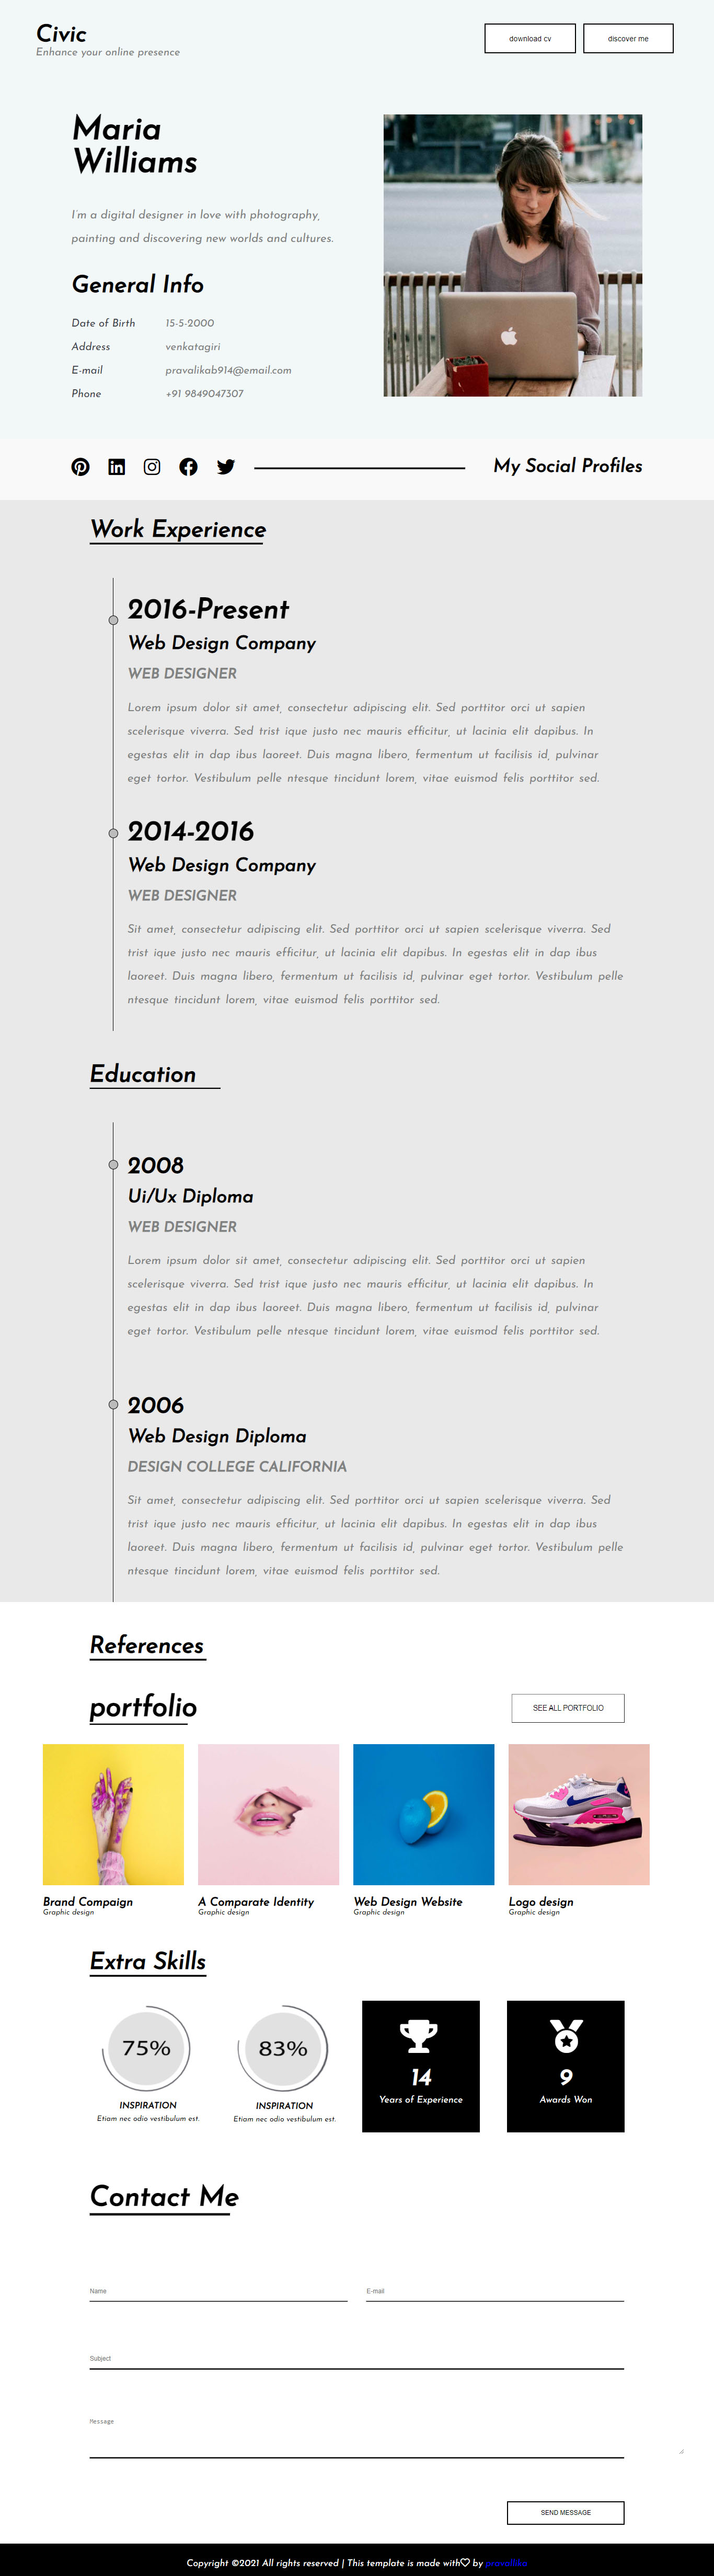 Civic
Enhance your online presence
download cv
discover me
Maria
Williams
I'm a digital designer in love with photography,
painting and discovering new worlds and cultures.
General Info
Date of Birth 15-5-2000
Address venkatagiri
E-mail pravalikab914@email.com
Phone +91 9849047307
My Social Profiles
Work Experience
2016-Present
Web Design Company
WEB DESIGNER
Lorem ipsum dolor sit amet, consectetur adipiscing elit. Sed porttitor orci ut sapien
scelerisque viverra. Sed trist ique justo nec mauris efficitur, ut lacinia elit dapibus. In
egestas elit in dap ibus laoreet. Duis magna libero, fermentum ut facilisis id, pulvinar
eget tortor. Vestibulum pelle ntesque tincidunt lorem, vitae euismod felis porttitor sed.
2014-2016
Web Design Company
WEB DESIGNER
Sit amet, consectetur adipiscing elit. Sed porttitor orci ut sapien scelerisque viverra. Sed
trist ique justo nec mauris efficitur, ut lacinia elit dapibus. In egestas elit in dap ibus
laoreet. Duis magna libero, fermentum ut facilisis id, pulvinar eget tortor. Vestibulum pelle
ntesque tincidunt lorem, vitae euismod felis porttitor sed.
Education
2008
Ui/Ux Diploma
WEB DESIGNER
Lorem ipsum dolor sit amet, consectetur adipiscing elit. Sed porttitor orci ut sapien
scelerisque viverra. Sed trist ique justo nec mauris efficitur, ut lacinia elit dapibus. In
egestas elit in dap ibus laoreet. Duis magna libero, fermentum ut facilisis id, pulvinar
eget tortor. Vestibulum pelle ntesque tincidunt lorem, vitae euismod felis porttitor sed.
2006
Web Design Diploma
DESIGN COLLEGE CALIFORNIA
Sit amet, consectetur adipiscing elit. Sed porttitor orci ut sapien scelerisque viverra. Sed
trist ique justo nec mauris efficitur, ut lacinia elit dapibus. In egestas elit in dap ibus
laoreet. Duis magna libero, fermentum ut facilisis id, pulvinar eget tortor. Vestibulum pelle
ntesque tincidunt lorem, vitae euismod felis porttitor sed.
References
portfolio
SEE ALL PORTFOLIO
Brand Compaign
Graphic design
A Comparate Identity
Graphic design
Web Design Website
Graphic design
Logo design
Graphic design
Extra Skills
75%
INSPIRATION
Etiam nec odio vestibulum est.
83%
INSPIRATION
Etiam nec odio vestibulum est.
14
Years of Experience
9
Awards Won
Contact Me
Name
E-mail
Subject
Message
SEND MESSAGE
Copyright ©2021 All rights reserved | This template is made with♡ by